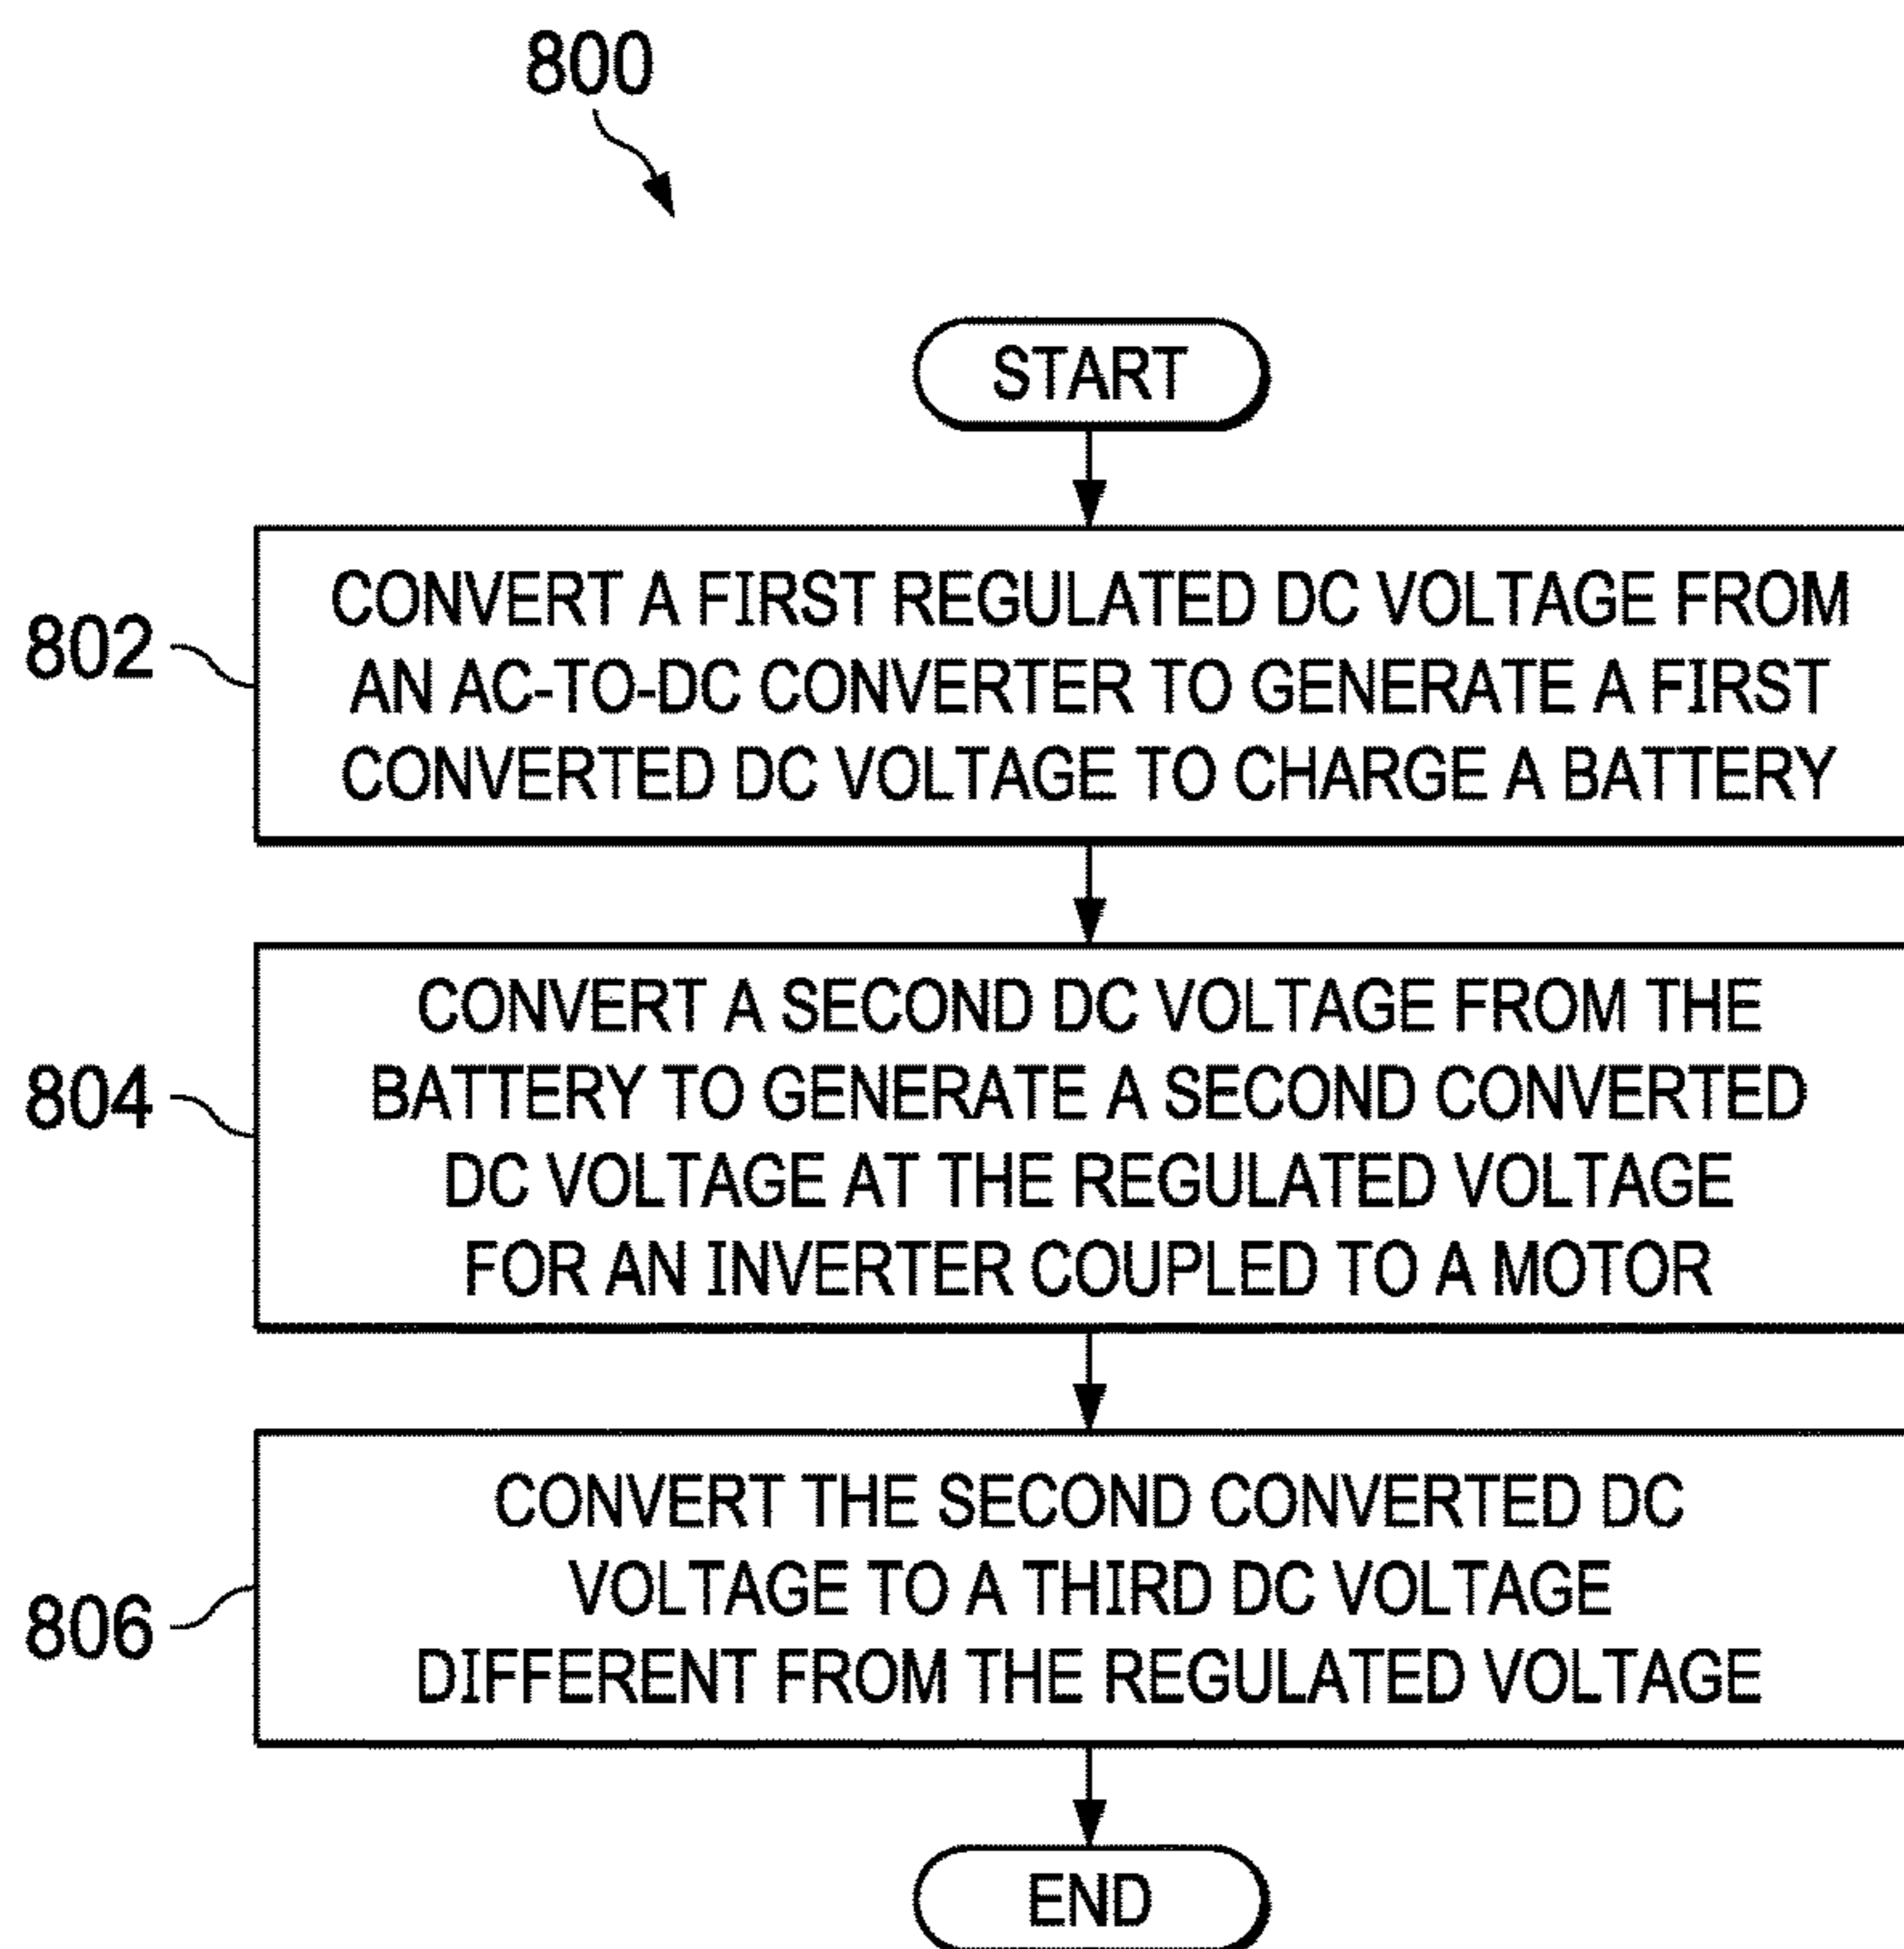 800
START
802
CONVERT A FIRST REGULATED DC VOLTAGE FROM
AN AC-TO-DC CONVERTER TO GENERATE A FIRST
CONVERTED DC VOLTAGE TO CHARGE A BATTERY
804
CONVERT A SECOND DC VOLTAGE FROM THE
BATTERY TO GENERATE A SECOND CONVERTED
DC VOLTAGE AT THE REGULATED VOLTAGE
FOR AN INVERTER COUPLED TO A MOTOR
806
CONVERT THE SECOND CONVERTED DC
VOLTAGE TO A THIRD DC VOLTAGE
DIFFERENT FROM THE REGULATED VOLTAGE
END